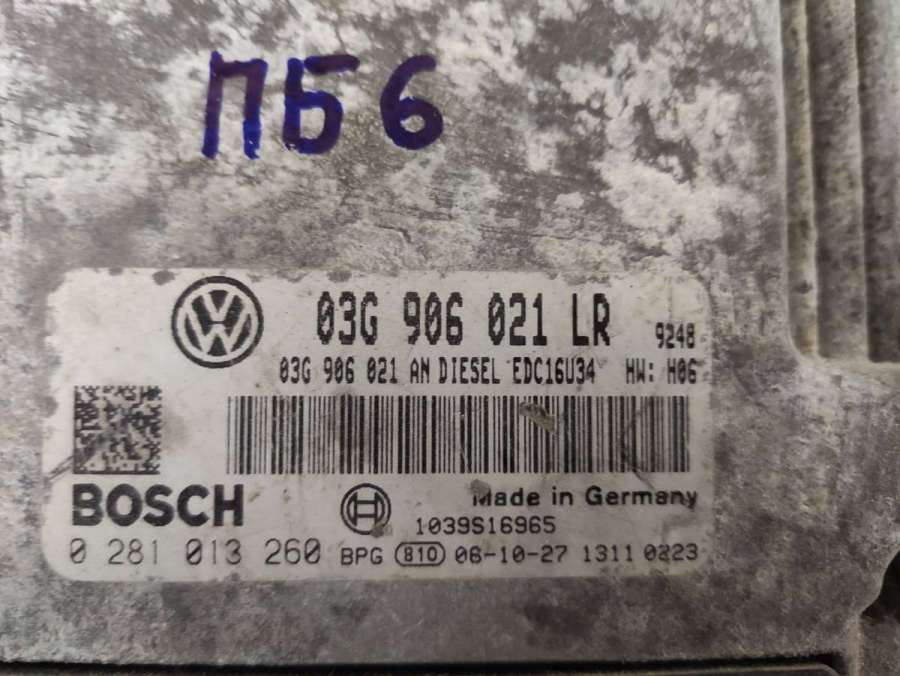 ПБ6
03G 906 021 LR 9248
03G 906 021 AN DIESEL EDC16U34 HW: H06
BOSCH
Made in Germany
1039S16965
0 281 013 260 BPG 810 06-10-27 1311 0223